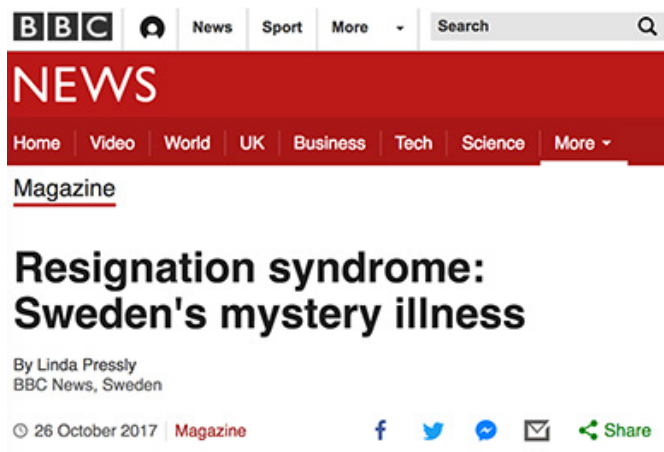 BBC News Sport More Search
NEWS
Home Video World UK Business Tech Science More
Magazine
Resignation syndrome:
Sweden's mystery illness
By Linda Pressly
BBC News, Sweden
26 October 2017 Magazine Share